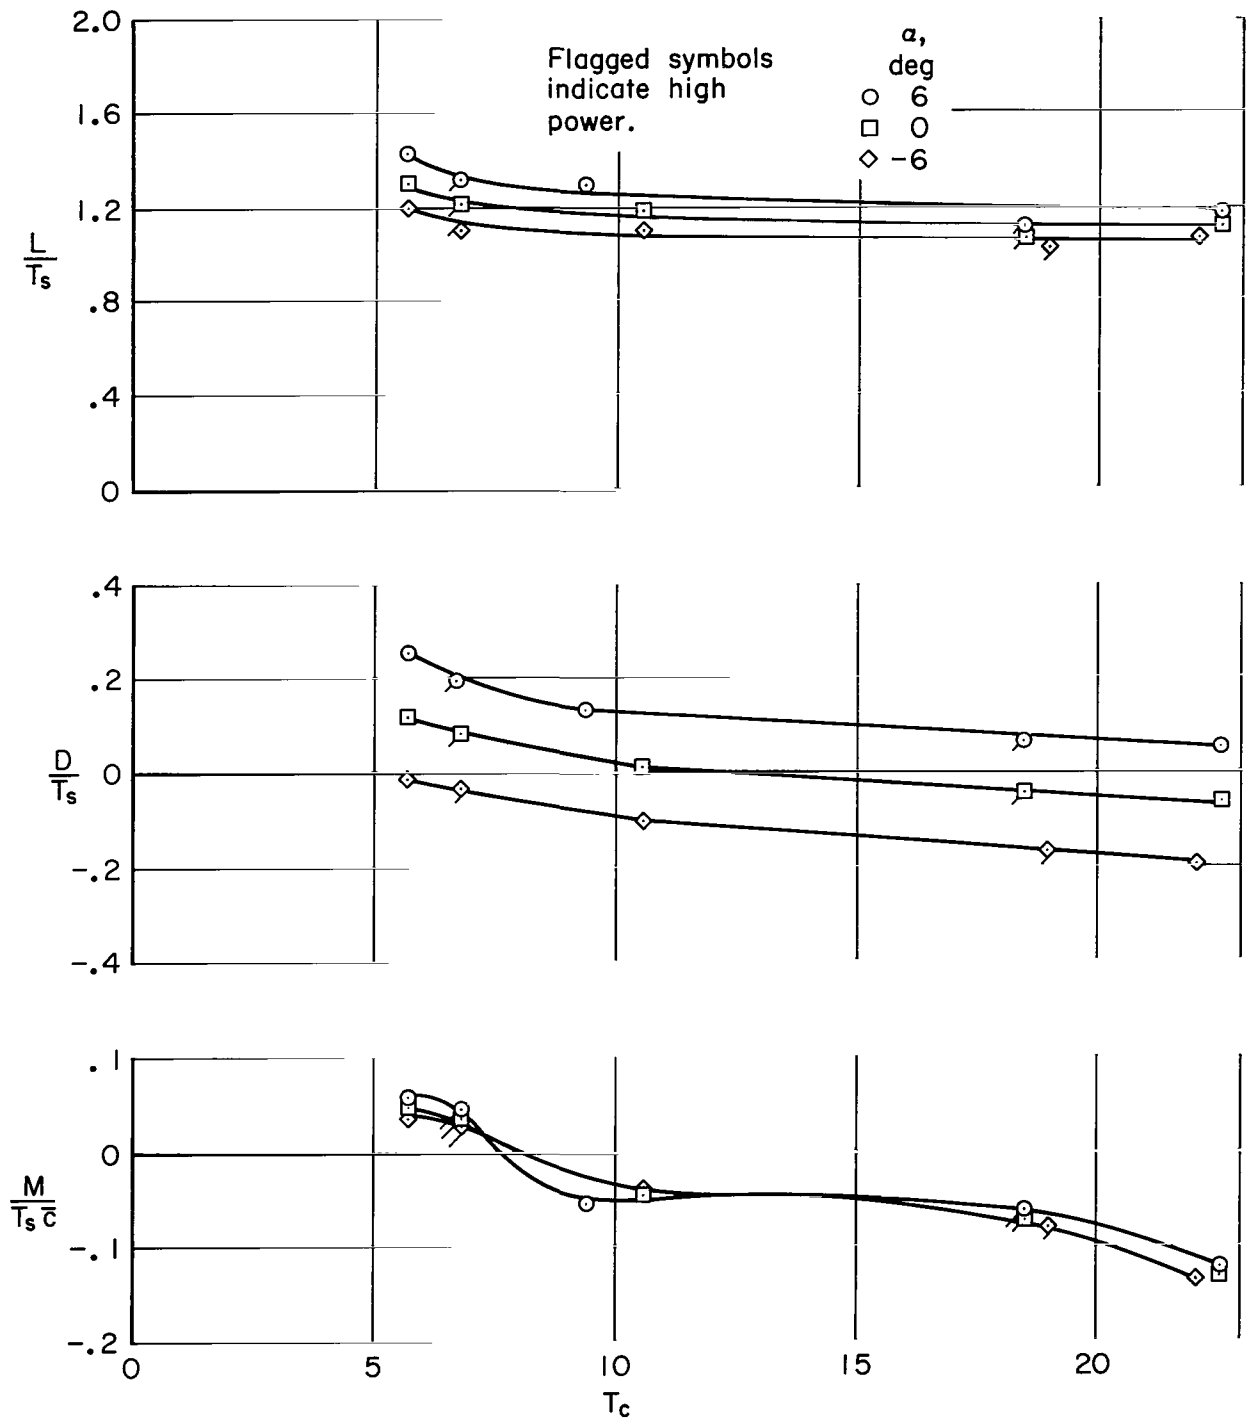 2.0
Flagged symbols
indicate high
power.
α,
deg
6
0
-6
1.6
1.2
L
Ts
.8
.4
0
.4
.2
D
Ts
0
-.2
-.4
.1
0
M
Ts c̄
-.1
-.2
0 5 10 15 20
Tc